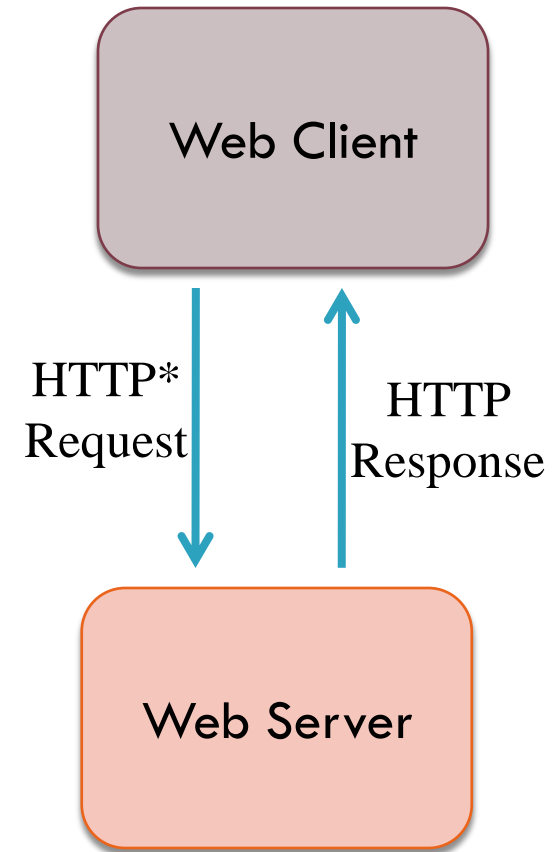 Web Client
HTTP*
Request
HTTP
Response
Web Server